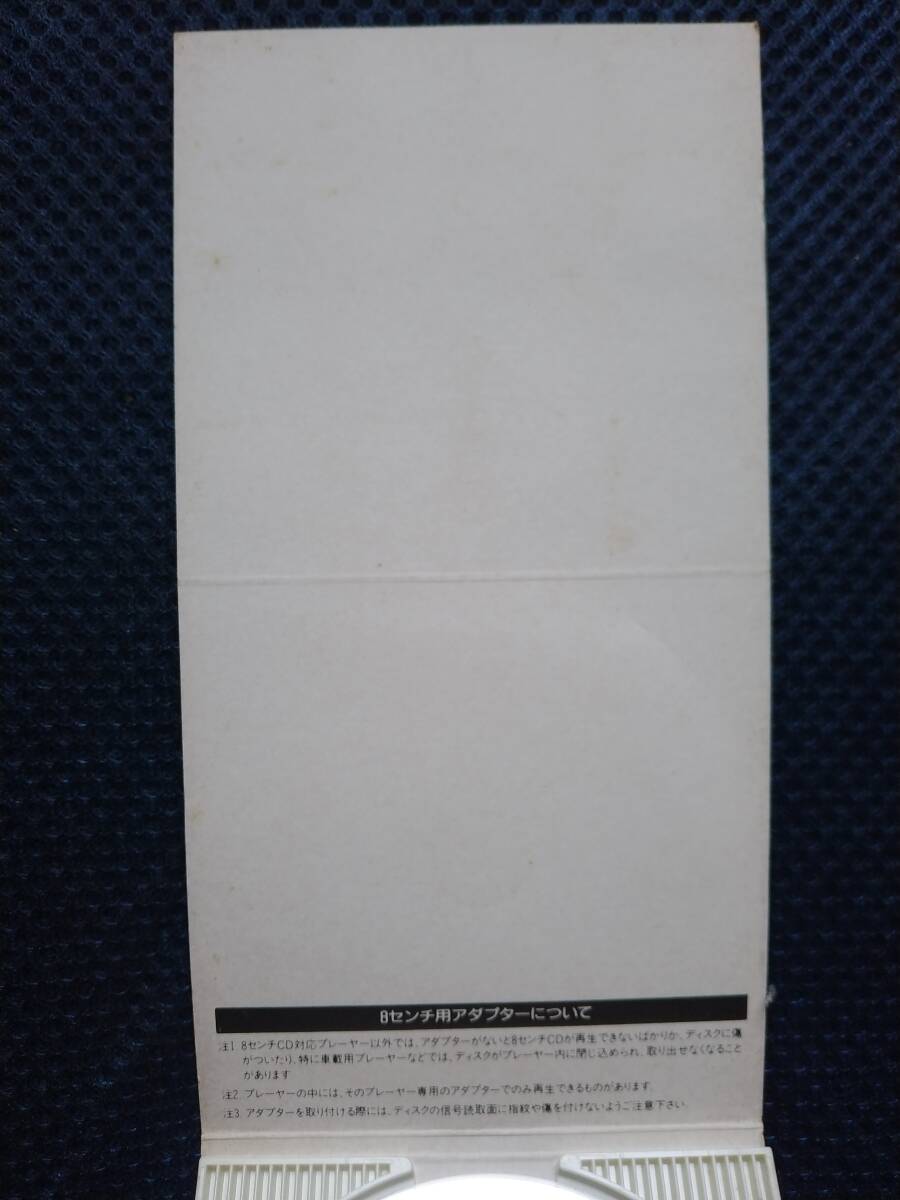 8センチ用アダプターについて
注1. 8センチCD対応プレーヤー以外では、アダプターがないと8センチCDが再生できないばかりか、ディスクに傷
がついたり、特に車載用プレーヤーなどでは、ディスクがプレーヤー内に閉じ込められ、取り出せなくなること
があります
注2. プレーヤーの中には、そのプレーヤー専用のアダプターでのみ再生できるものがあります。
注3. アダプターを取り付ける際には、ディスクの信号読取面に指紋や傷を付けないようご注意下さい.